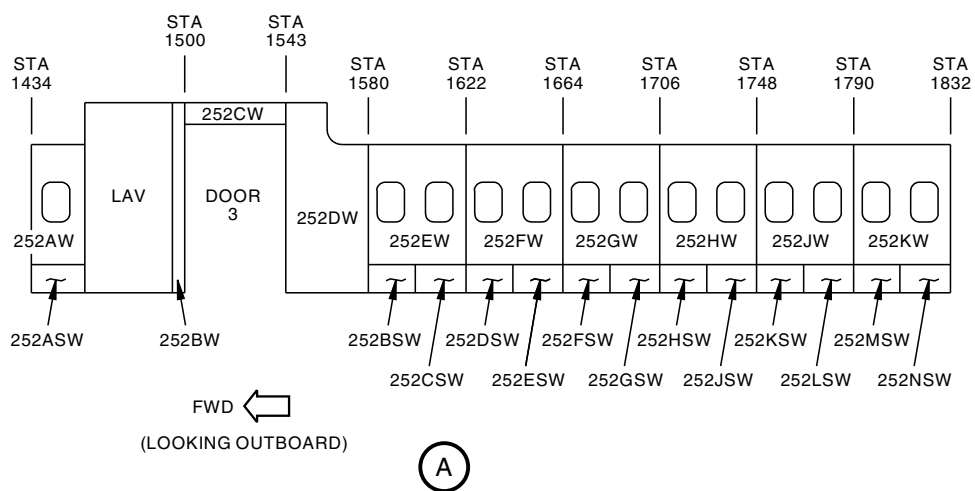 STA
1500
STA
1543
STA
1434
STA
1580
STA
1622
STA
1664
STA
1706
STA
1748
STA
1790
STA
1832
252CW
LAV
DOOR
3
252DW
252AW
252EW
252FW
252GW
252HW
252JW
252KW
252ASW
252BW
252BSW
252DSW
252FSW
252HSW
252KSW
252MSW
252CSW
252ESW
252GSW
252JSW
252LSW
252NSW
FWD
(LOOKING OUTBOARD)
A